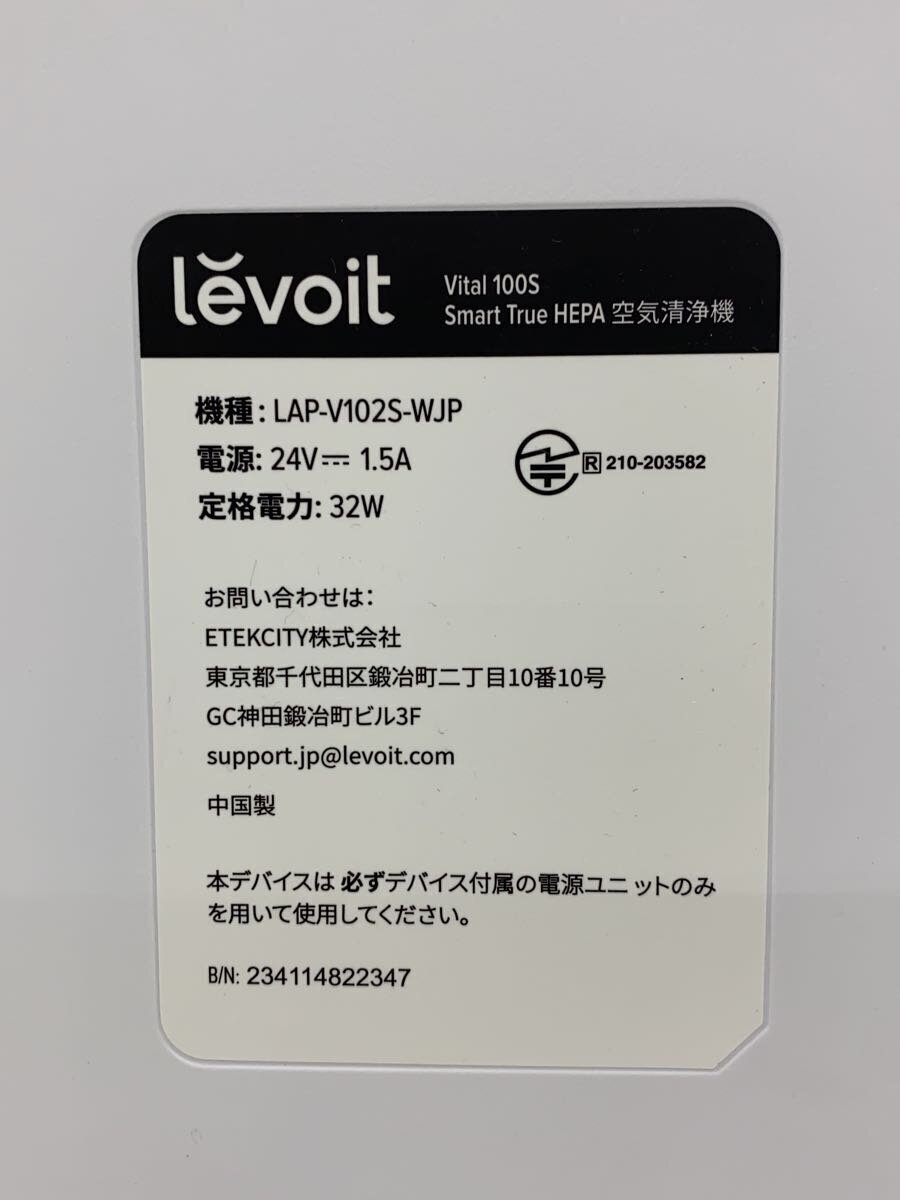 levoit
Vital 100S
Smart True HEPA 空気清浄機
機種: LAP-V102S-WJP
電源: 24V⎓ 1.5A
定格電力: 32W
R 210-203582
お問い合わせは:
ETEKCITY株式会社
東京都千代田区鍛冶町二丁目10番10号
GC神田鍛冶町ビル3F
support.jp@levoit.com
中国製
本デバイスは 必ずデバイス付属の電源ユニットのみ
を用いて使用してください。
B/N: 234114822347